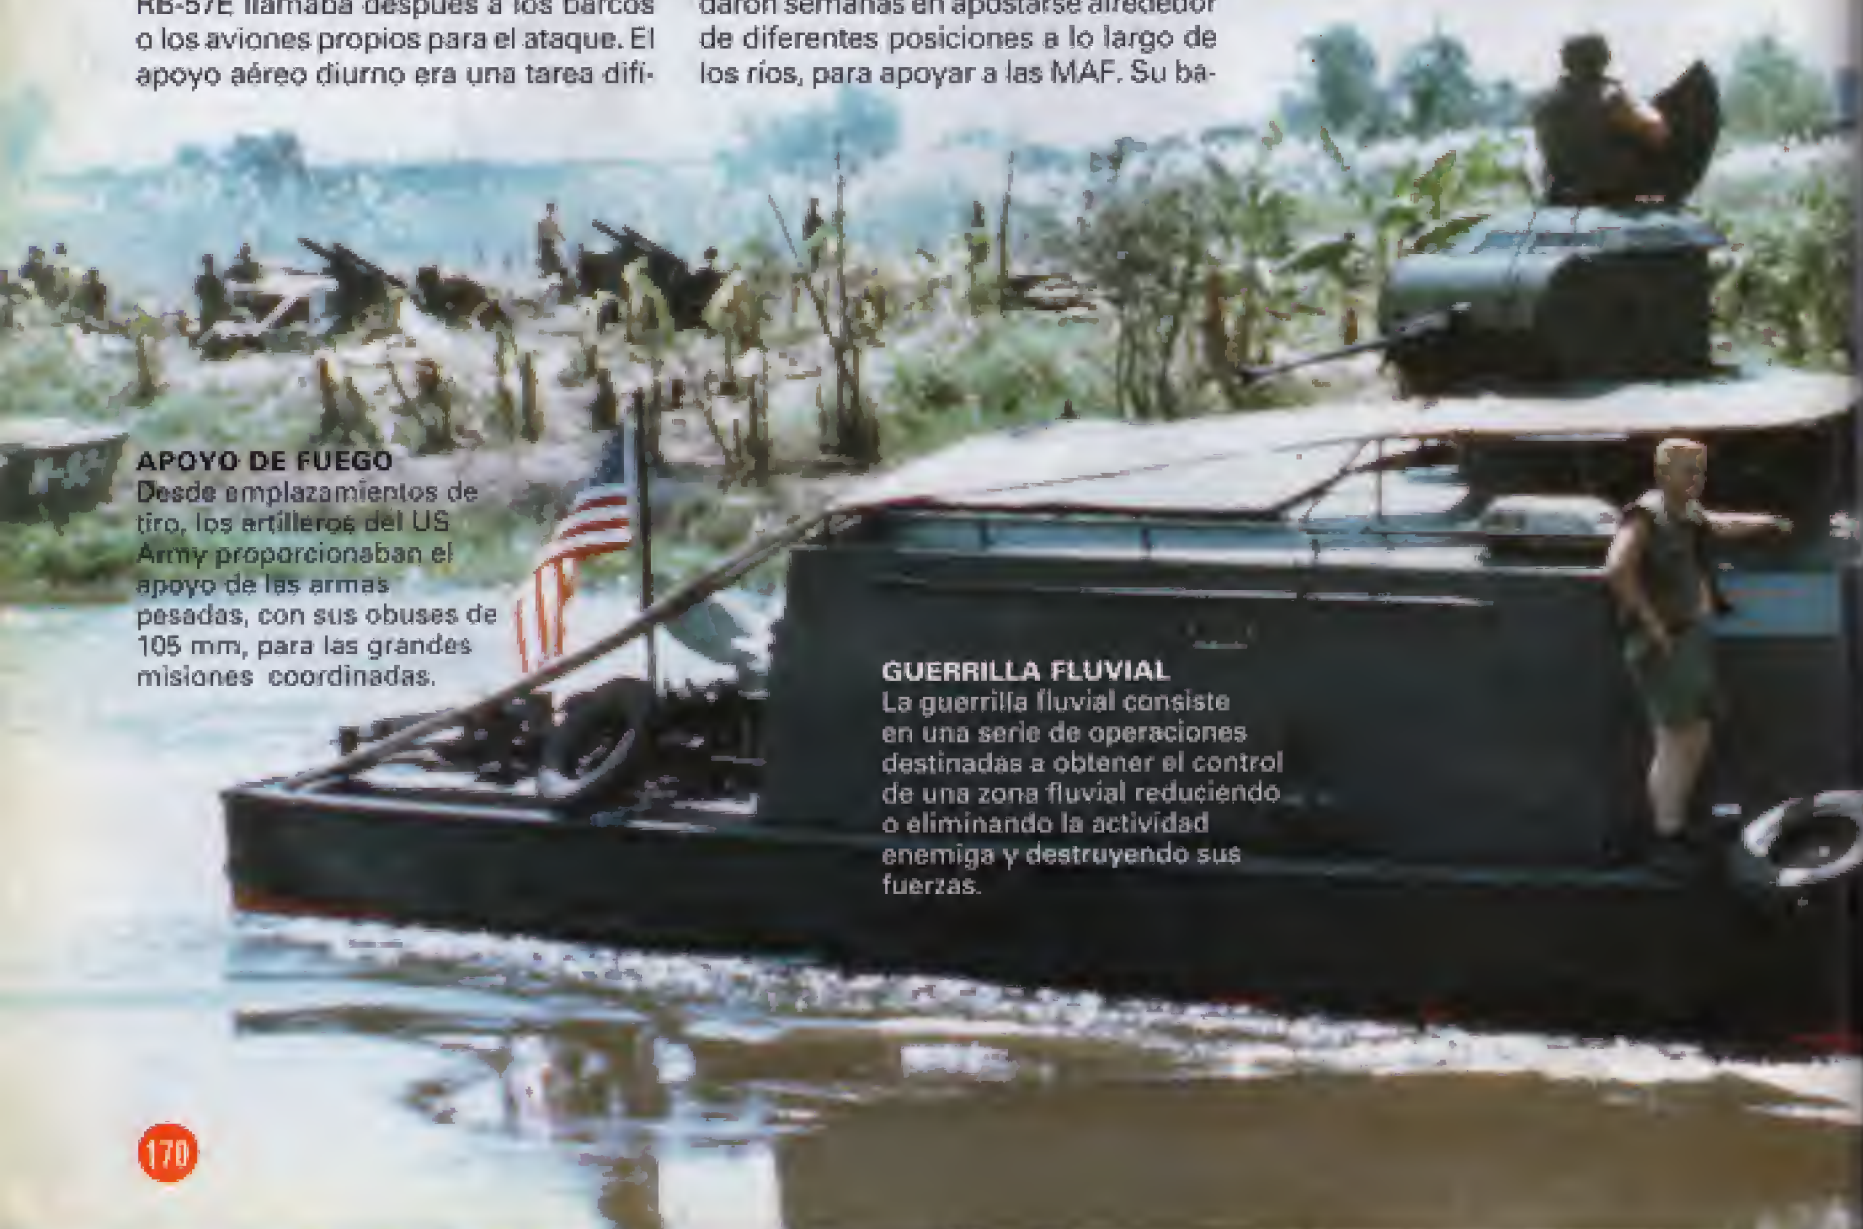 RB-57E llamaba después a los barcos
o los aviones propios para el ataque. El
apoyo aéreo diurno era una tarea difí-
daron semanas en apostarse alrededor
de diferentes posiciones a lo largo de
los ríos, para apoyar a las MAF. Su ba-
APOYO DE FUEGO
Desde emplazamientos de
tiro, los artilleros del US
Army proporcionaban el
apoyo de las armas
pesadas, con sus obuses de
105 mm, para las grandes
misiones coordinadas.
GUERRILLA FLUVIAL
La guerrilla fluvial consiste
en una serie de operaciones
destinadas a obtener el control
de una zona fluvial reduciendo
o eliminando la actividad
enemiga y destruyendo sus
fuerzas.
170